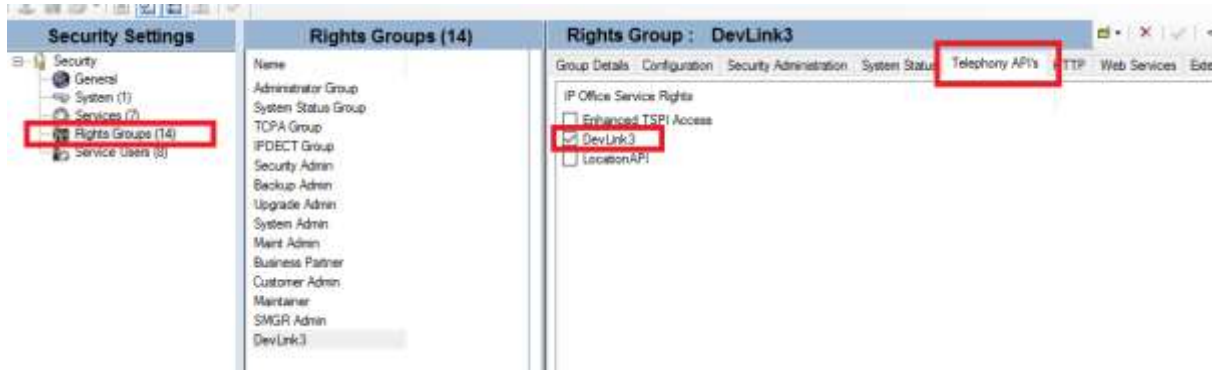 Security Settings
Security
General
System (1)
Services (7)
Rights Groups (14)
Service Users (8)
Rights Groups (14)
Name
Administrator Group
System Status Group
TCPA Group
IPDECT Group
Security Admin
Backup Admin
Upgrade Admin
System Admin
Maint Admin
Business Partner
Customer Admin
Maintainer
SMGR Admin
DevLink3
Rights Group : DevLink3
Group Details Configuration Security Administration System Status Telephony API's HTTP Web Services
IP Office Service Rights
Enhanced TSPI Access
DevLink3
LocationAPI